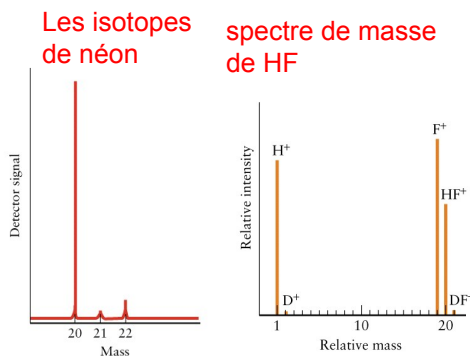 Les isotopes
de néon
spectre de masse
de HF
Detector signal
20 21 22
Mass
Relative intensity
H+
D+
F+
HF+
DF+
1 10 20
Relative mass